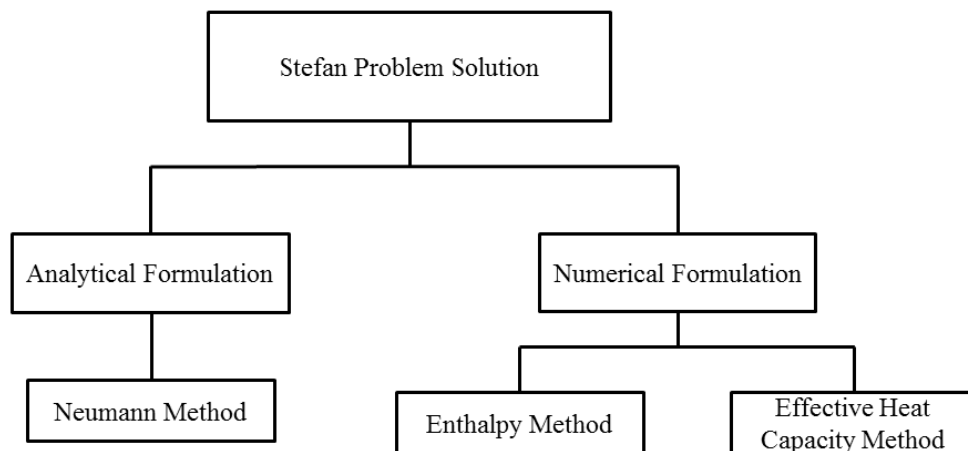 Stefan Problem Solution
Analytical Formulation
Numerical Formulation
Neumann Method
Enthalpy Method
Effective Heat
Capacity Method